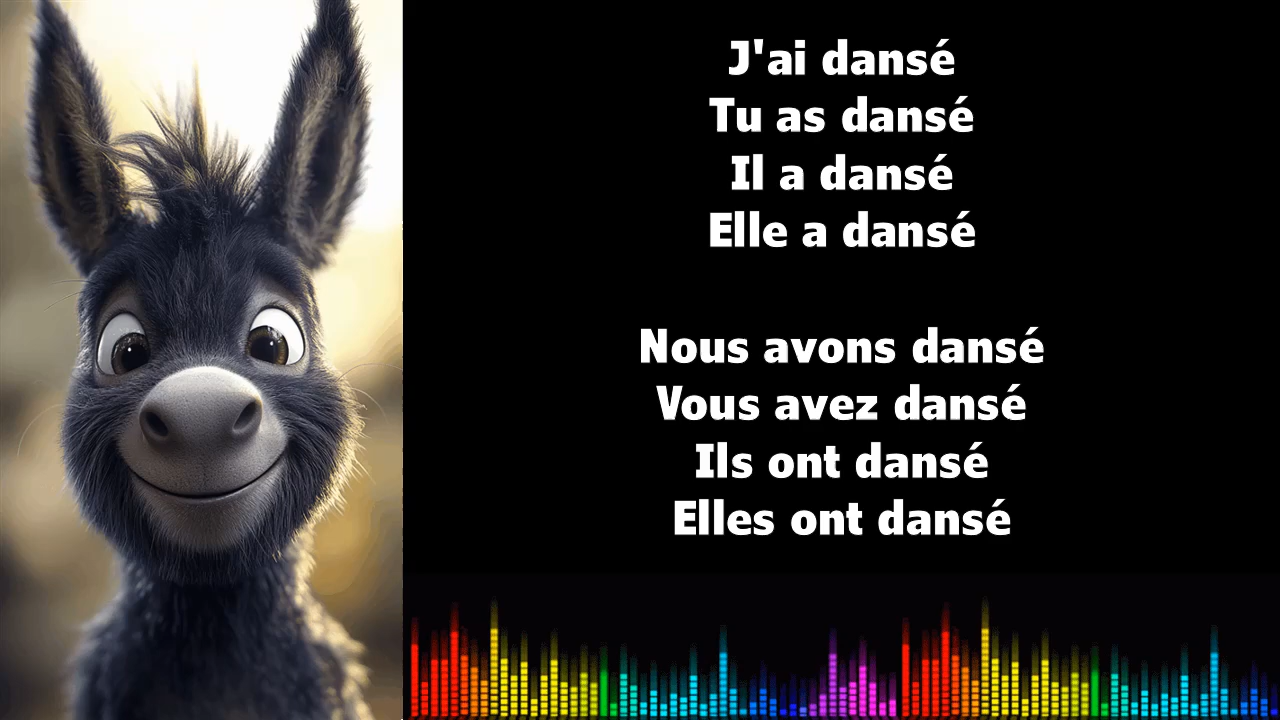 J'ai dansé
Tu as dansé
Il a dansé
Elle a dansé
Nous avons dansé
Vous avez dansé
Ils ont dansé
Elles ont dansé